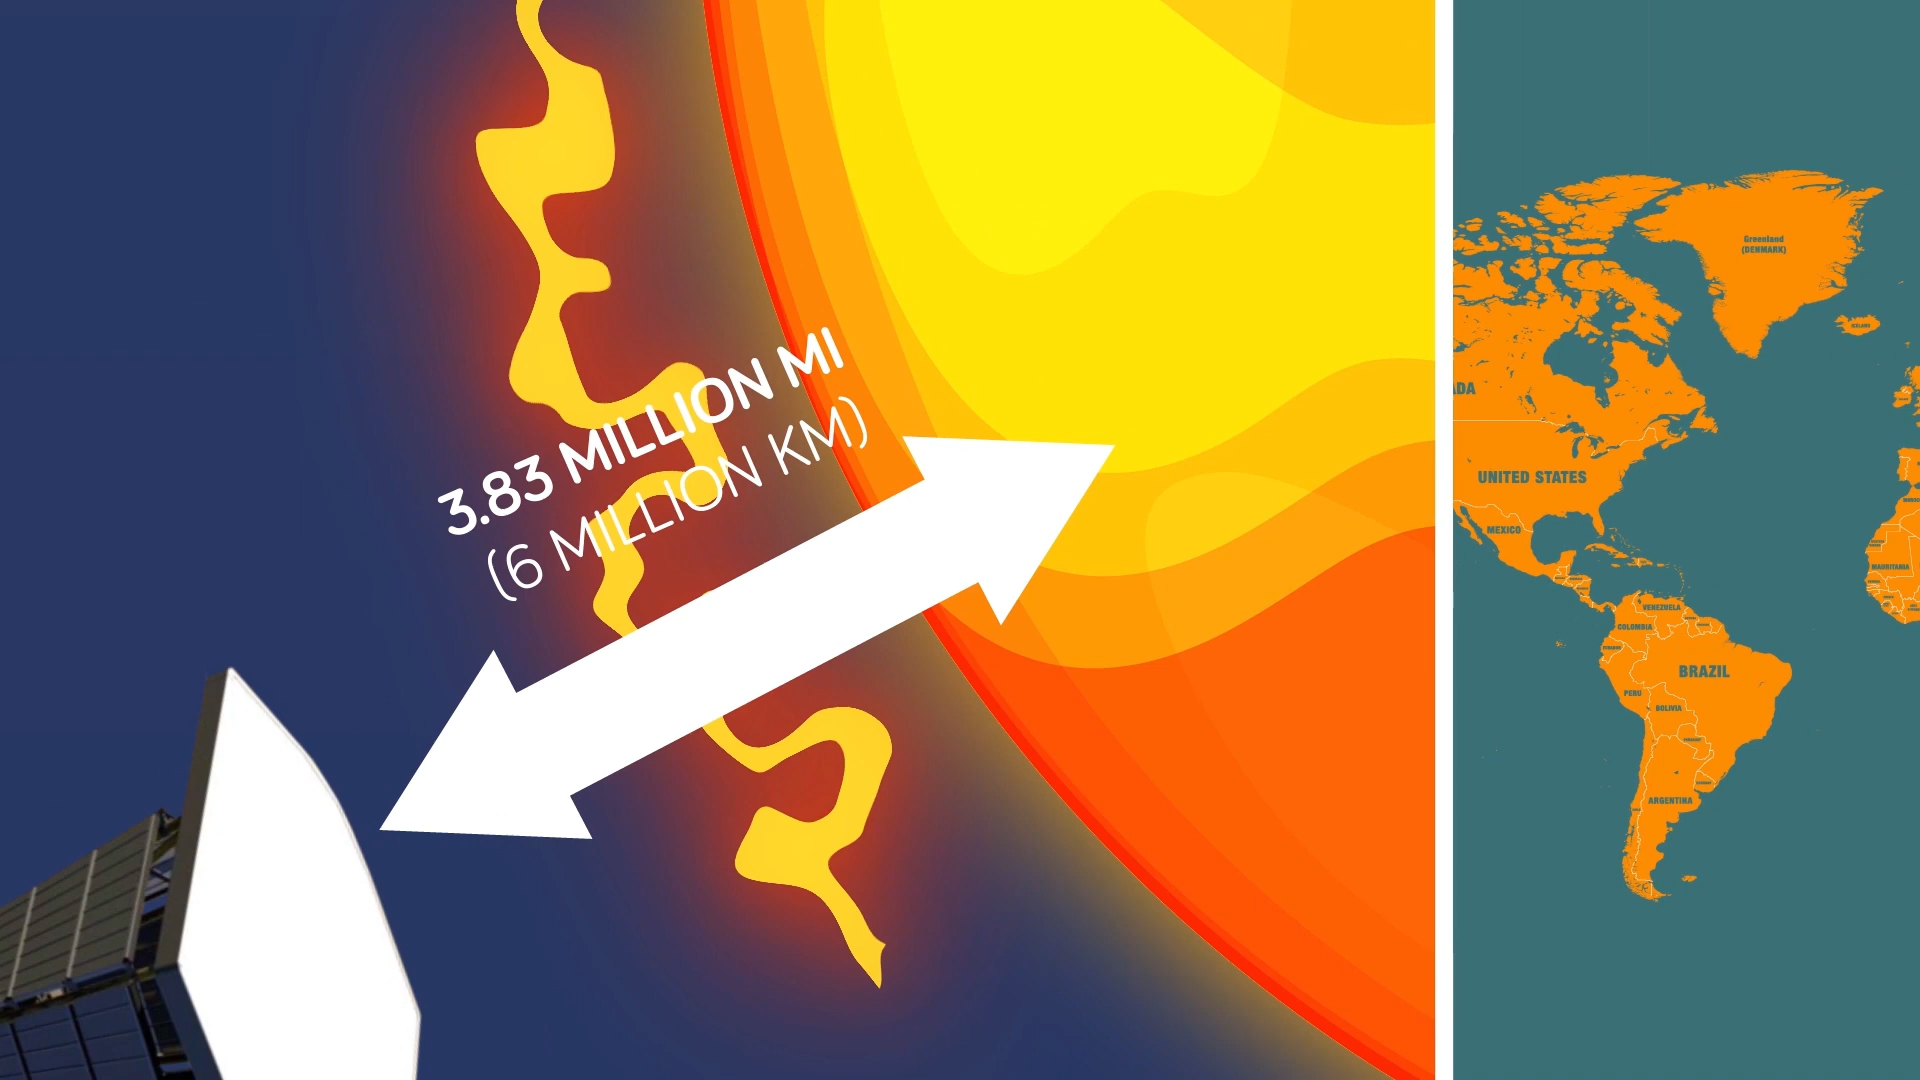 3.83 MILLION MI
(6 MILLION KM)
Greenland
(DENMARK)
ICELAND
ADA
UNITED STATES
MEXICO
MAURITANIA
VENEZUELA
COLOMBIA
BRAZIL
PERU
BOLIVIA
ARGENTINA